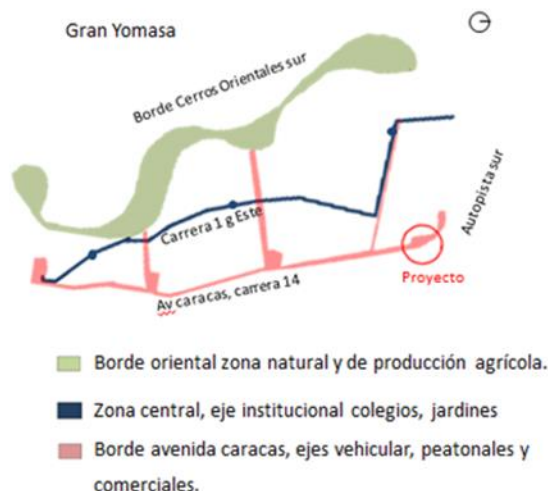 Gran Yomasa
Borde Cerros Orientales sur
Carrera 1 g Este
Autopista sur
Av caracas, carrera 14
Proyecto
Borde oriental zona natural y de producción agrícola.
Zona central, eje institucional colegios, jardines
Borde avenida caracas, ejes vehicular, peatonales y
comerciales.